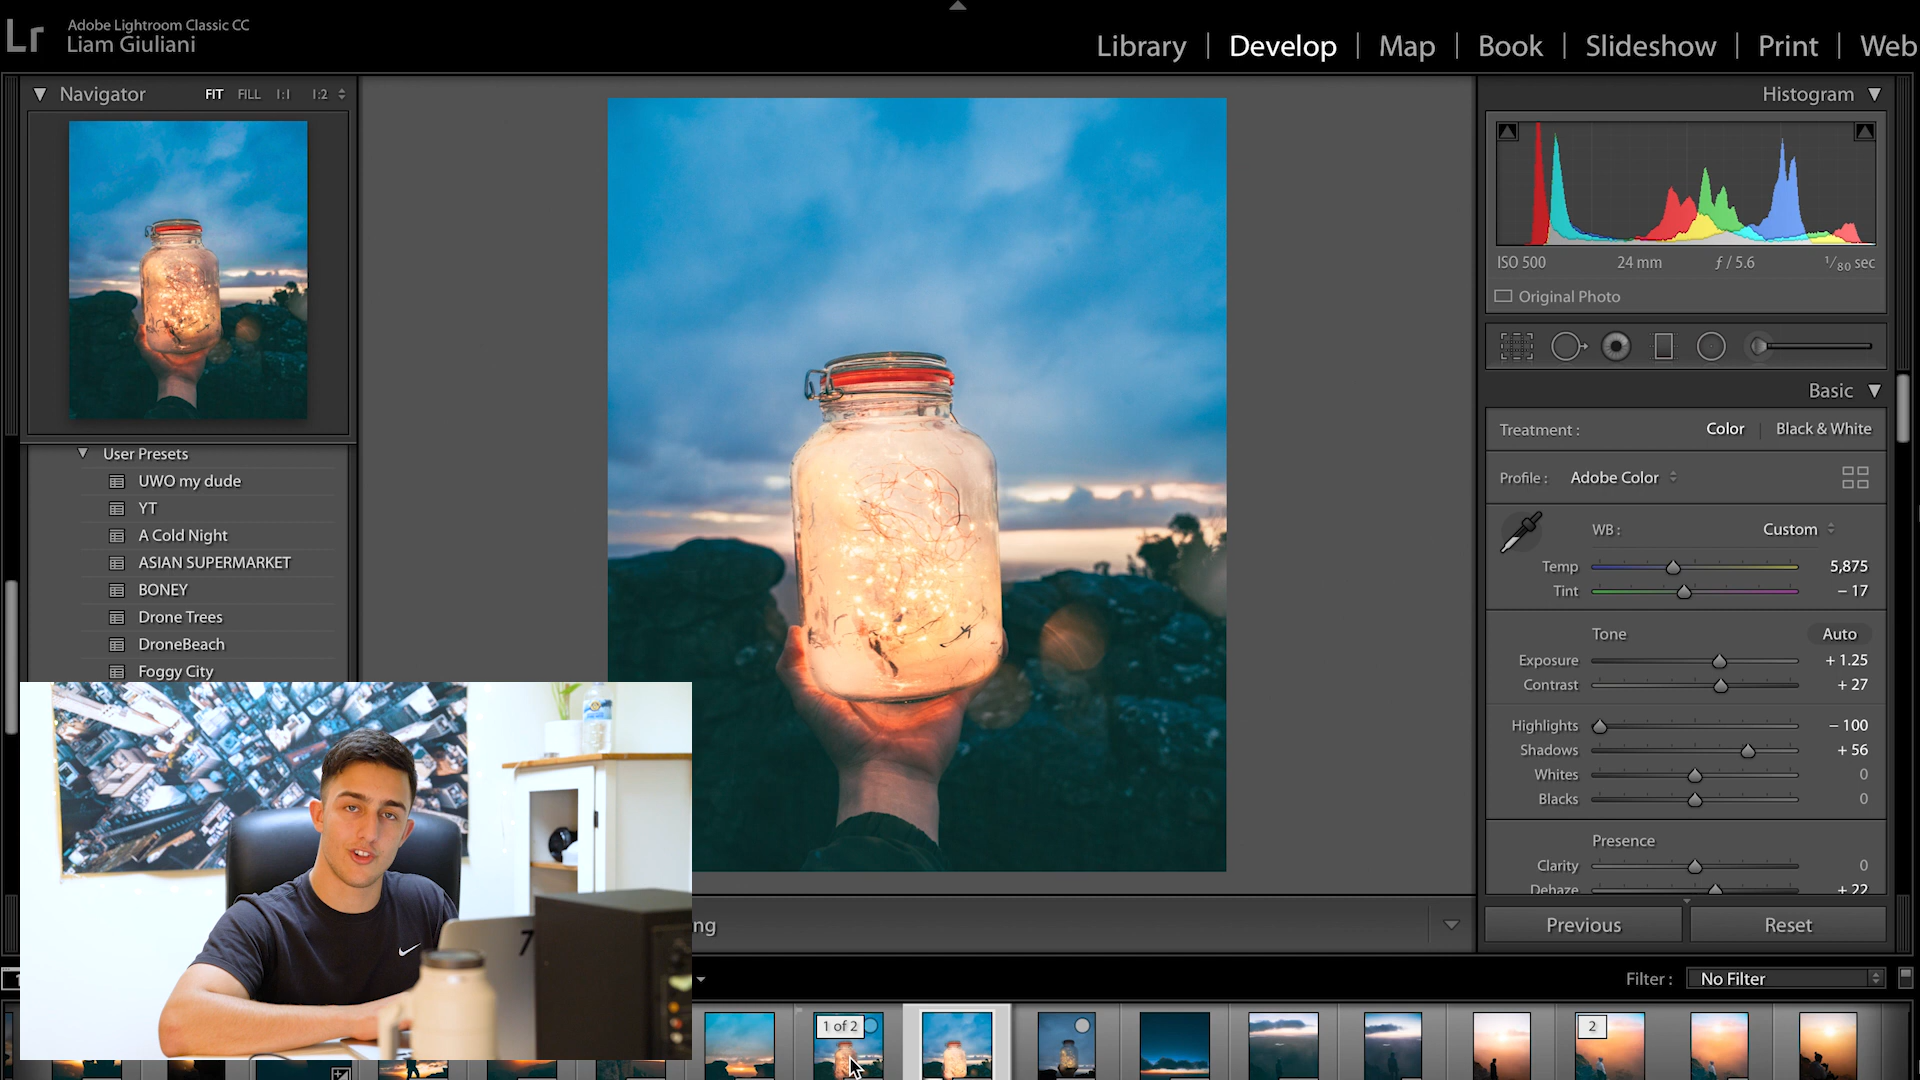 Lr
Adobe Lightroom Classic CC
Liam Giuliani
Library | Develop | Map | Book | Slideshow | Print | Web
Navigator
FIT FILL 1:1 1:2
User Presets
UWO my dude
YT
A Cold Night
ASIAN SUPERMARKET
BONEY
Drone Trees
DroneBeach
Foggy City
7
ng
Histogram
ISO 500 24 mm ƒ / 5.6 1/80 sec
Original Photo
Basic
Treatment : Color | Black & White
Profile : Adobe Color
WB : Custom
Temp 5,875
Tint – 17
Tone Auto
Exposure + 1.25
Contrast + 27
Highlights – 100
Shadows + 56
Whites 0
Blacks 0
Presence
Clarity 0
Dehaze + 22
Previous Reset
Filter : No Filter
1 of 2
2